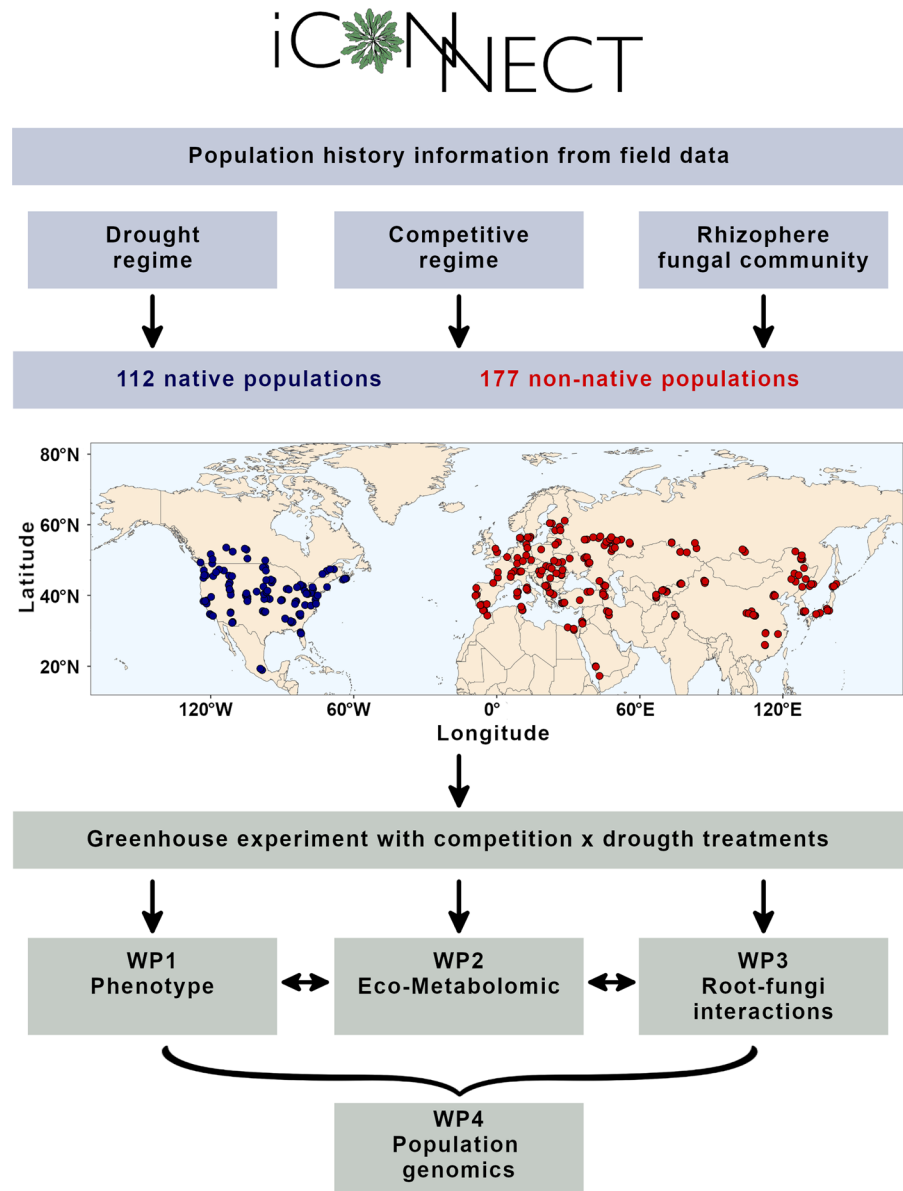 iCONNECT
Population history information from field data
Drought
regime
Competitive
regime
Rhizophere
fungal community
112 native populations
177 non-native populations
80°N
60°N
40°N
20°N
Latitude
120°W
60°W
0°
60°E
120°E
Longitude
Greenhouse experiment with competition x drougth treatments
WP1
Phenotype
WP2
Eco-Metabolomic
WP3
Root-fungi
interactions
WP4
Population
genomics